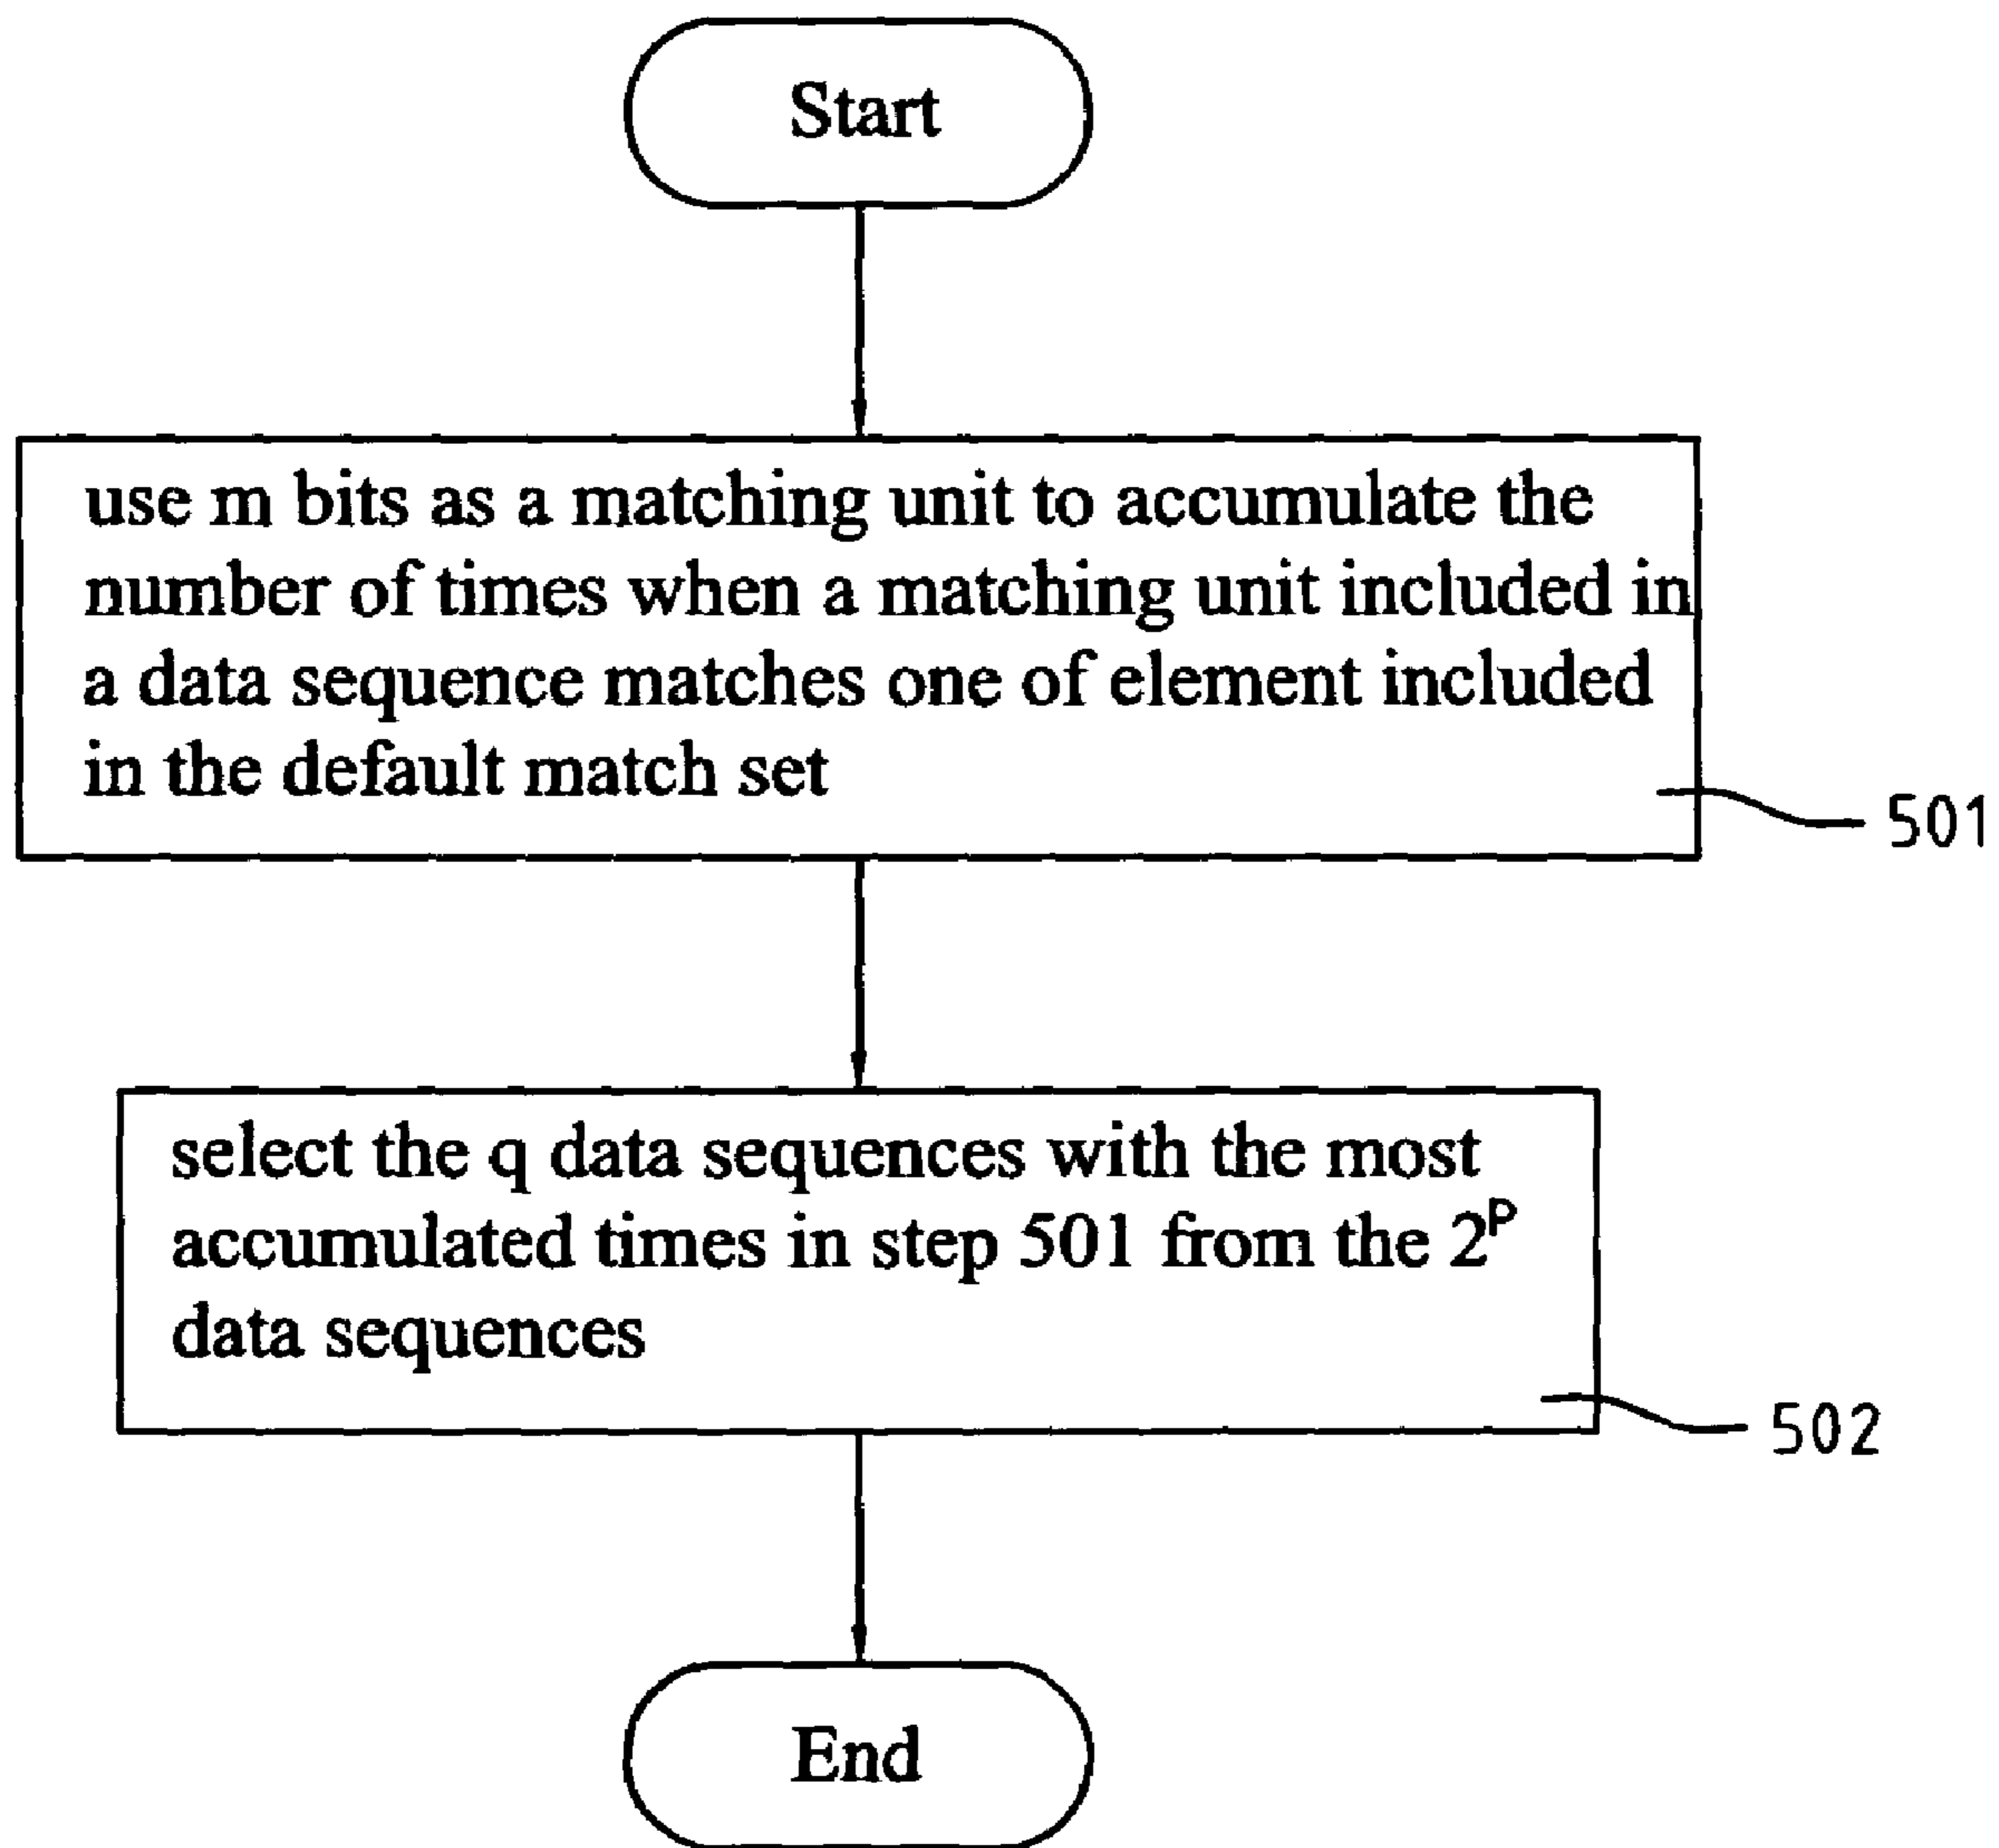 Start
use m bits as a matching unit to accumulate the
number of times when a matching unit included in
a data sequence matches one of element included
in the default match set
501
select the q data sequences with the most
accumulated times in step 501 from the 2ᵖ
data sequences
502
End